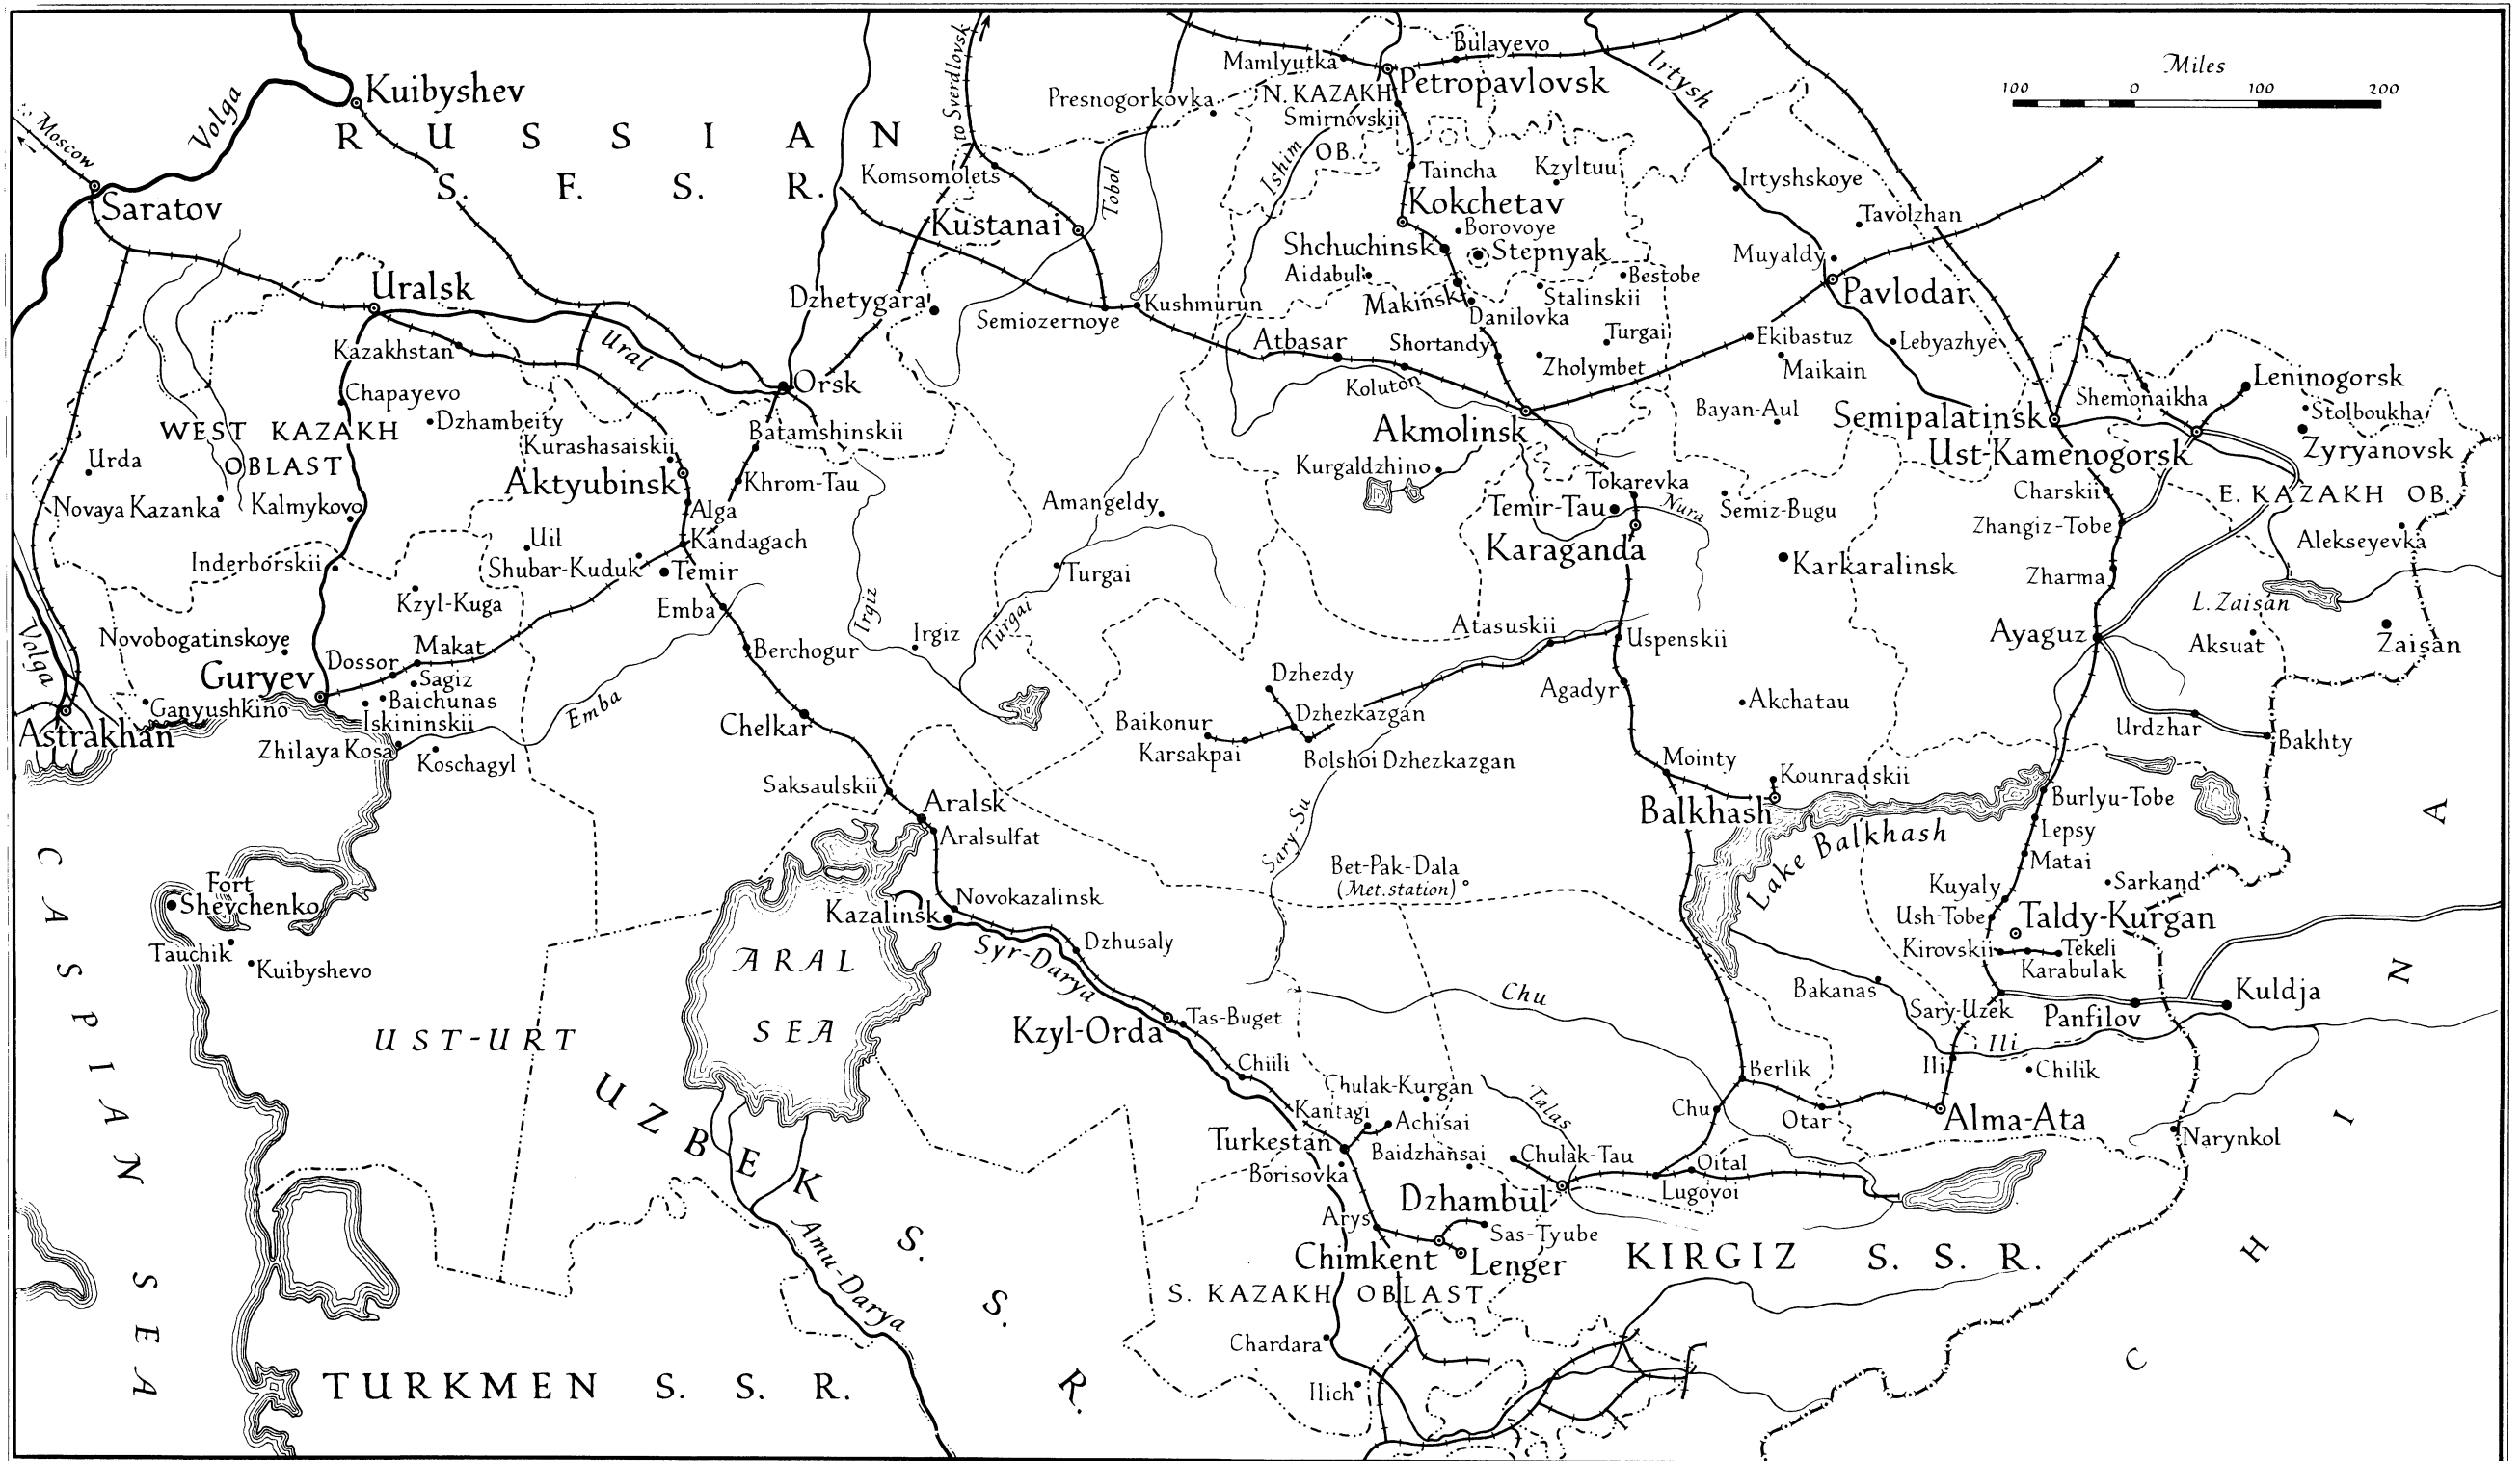 Miles
100 0 100 200
to Sverdlovsk
Moscow
Volga
Kuibyshev
RUSSIAN
S. F. S. R.
Saratov
Mamlyutka
Bulayevo
Petropavlovsk
Presnogorkovka
N. KAZAKH
Smirnovskii
OB.
Ishim
Tobol
Irtysh
Komsomolets
Taincha
Kzyltuu
Irtyshskoye
Kokchetav
Tavolzhan
Kustanai
Borovoye
Shchuchinsk
Stepnyak
Muyaldy
Aidabul
Bestobe
Uralsk
Dzhetygara
Kushmurun
Makinsk
Stalinskii
Pavlodar
Semiozernoye
Danilovka
Kazakhstan
Ural
Atbasar
Shortandy
Turgai
Ekibastuz
Lebyazhye
Zholymbet
Maikain
Orsk
Koluton
Leninogorsk
Chapayevo
Shemonaikha
Dzhambeity
Bayan-Aul
Semipalatinsk
Stolboukha
WEST KAZAKH
OBLAST
Kurashasaiskii
Batamshinskii
Akmolinsk
Ust-Kamenogorsk
Zyryanovsk
Urda
Kurgaldzhino
Aktyubinsk
Khrom-Tau
Tokarevka
Charskii
E. KAZAKH OB.
Novaya Kazanka
Kalmykovo
Alga
Amangeldy
Temir-Tau
Nura
Semiz-Bugu
Zhangiz-Tobe
Uil
Kandagach
Karaganda
Alekseyevka
Inderborskii
Shubar-Kuduk
Temir
Turgai
Karkaralinsk
Zharma
Kzyl-Kuga
Emba
Irgiz
Turgai
L. Zaisan
Volga
Novobogatinskoye
Makat
Berchogur
Irgiz
Atasuskii
Uspenskii
Ayaguz
Aksuat
Zaisan
Guryev
Dossor
Sagiz
Dzhezdy
Agadyr
Baichunas
Akchatau
Ganyushkino
Iskininskii
Emba
Chelkar
Baikonur
Dzhezkazgan
Urdzhar
Bakhty
Astrakhan
Zhilaya Kosa
Koschagyl
Karsakpai
Bolshoi Dzhezkazgan
Mointy
Kounradskii
Saksaulskii
Aralsk
Balkhash
Burlyu-Tobe
Aralsulfat
Sary-Su
Lake Balkhash
Lepsy
Bet-Pak-Dala
(Met. station)
Matai
Fort
Shevchenko
Kuyaly
Sarkand
Novokazalinsk
Kazalinsk
Ush-Tobe
Taldy-Kurgan
Tauchik
Kuibyshevo
ARAL
SEA
Syr-Darya
Dzhusaly
Kirovskii
Tekeli
Karabulak
Chu
Bakanas
Kuldja
CASPIAN SEA
UST-URT
Kzyl-Orda
Tas-Buget
Sary-Uzek
Panfilov
Ili
Chiili
Ili
Chilik
Chulak-Kurgan
Berlik
Kantagi
Achisai
Talas
Chu
Otar
Alma-Ata
UZBEK S. S. R.
Turkestan
Borisovka
Baidzhansai
Chulak-Tau
Oital
Narynkol
Dzhambul
Lugovoi
Amu-Darya
Arys
Sas-Tyube
Chimkent
Lenger
KIRGIZ S. S. R.
S. KAZAKH OBLAST
Chardara
Ilich
TURKMEN S. S. R.
CHINA